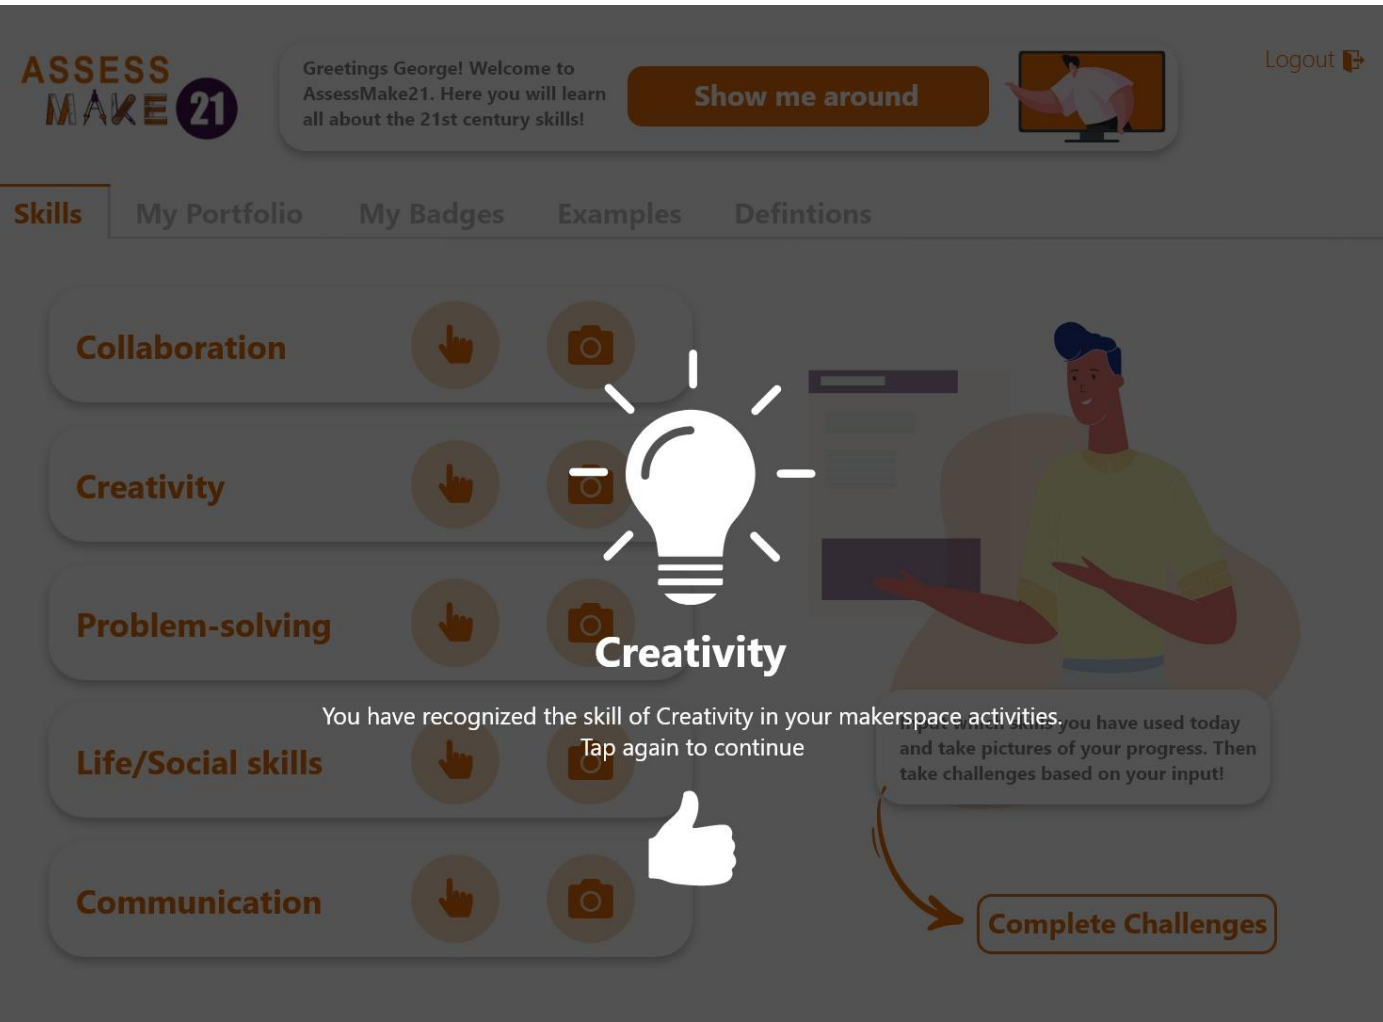 ASSESS
MAKE 21
Greetings George! Welcome to
AssessMake21. Here you will learn
all about the 21st century skills!
Show me around
Logout
Skills
My Portfolio
My Badges
Examples
Defintions
Collaboration
Creativity
Problem-solving
Life/Social skills
Communication
Creativity
You have recognized the skill of Creativity in your makerspace activities.
Tap again to continue
Input which skills you have used today
and take pictures of your progress. Then
take challenges based on your input!
Complete Challenges